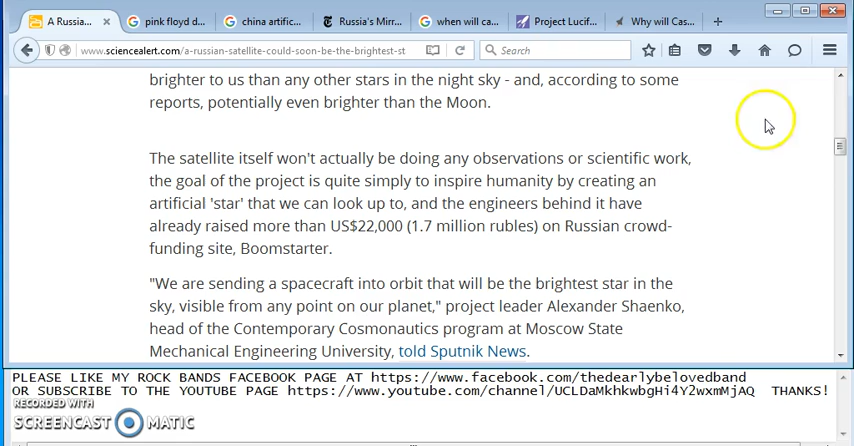 A Russia...
pink floyd d...
china artific...
Russia's Mirr...
when will ca...
Project Lucif...
Why will Cas...
www.sciencealert.com/a-russian-satellite-could-soon-be-the-brightest-st
Search
brighter to us than any other stars in the night sky - and, according to some
reports, potentially even brighter than the Moon.
The satellite itself won't actually be doing any observations or scientific work,
the goal of the project is quite simply to inspire humanity by creating an
artificial 'star' that we can look up to, and the engineers behind it have
already raised more than US$22,000 (1.7 million rubles) on Russian crowd-
funding site, Boomstarter.
"We are sending a spacecraft into orbit that will be the brightest star in the
sky, visible from any point on our planet," project leader Alexander Shaenko,
head of the Contemporary Cosmonautics program at Moscow State
Mechanical Engineering University, told Sputnik News.
PLEASE LIKE MY ROCK BANDS FACEBOOK PAGE AT https://www.facebook.com/thedearlybelovedband
OR SUBSCRIBE TO THE YOUTUBE PAGE https://www.youtube.com/channel/UCLDaMkhkwbgHi4Y2wxmMjAQ THANKS!
RECORDED WITH
SCREENCAST MATIC